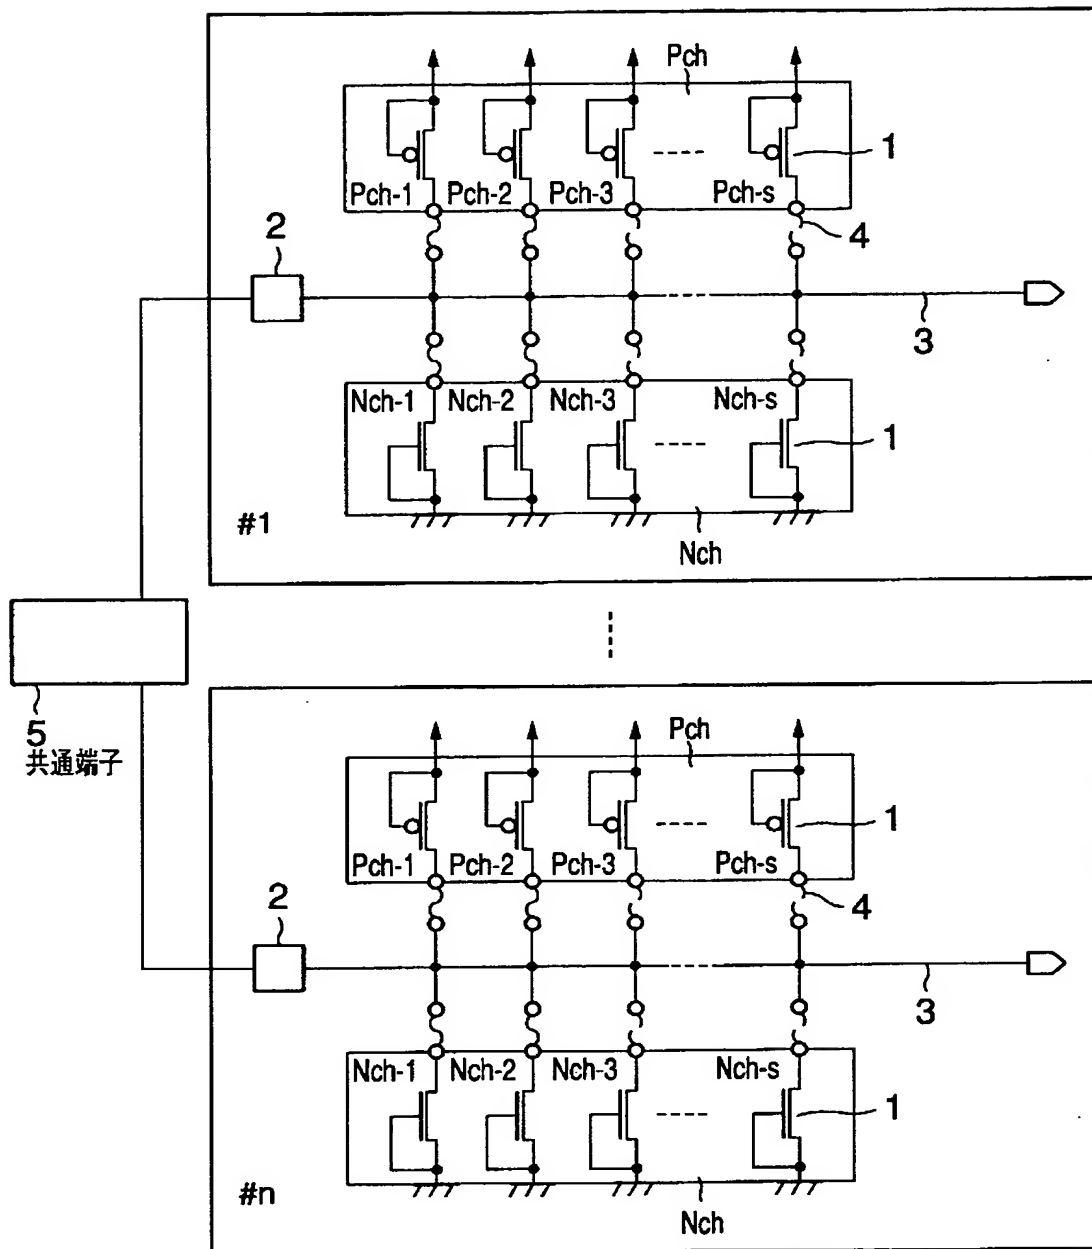 Pch
1
Pch-1 Pch-2 Pch-3 Pch-s
4
2
3
Nch-1 Nch-2 Nch-3 Nch-s
1
#1
Nch
5
共通端子
Pch
1
Pch-1 Pch-2 Pch-3 Pch-s
4
2
3
Nch-1 Nch-2 Nch-3 Nch-s
1
#n
Nch